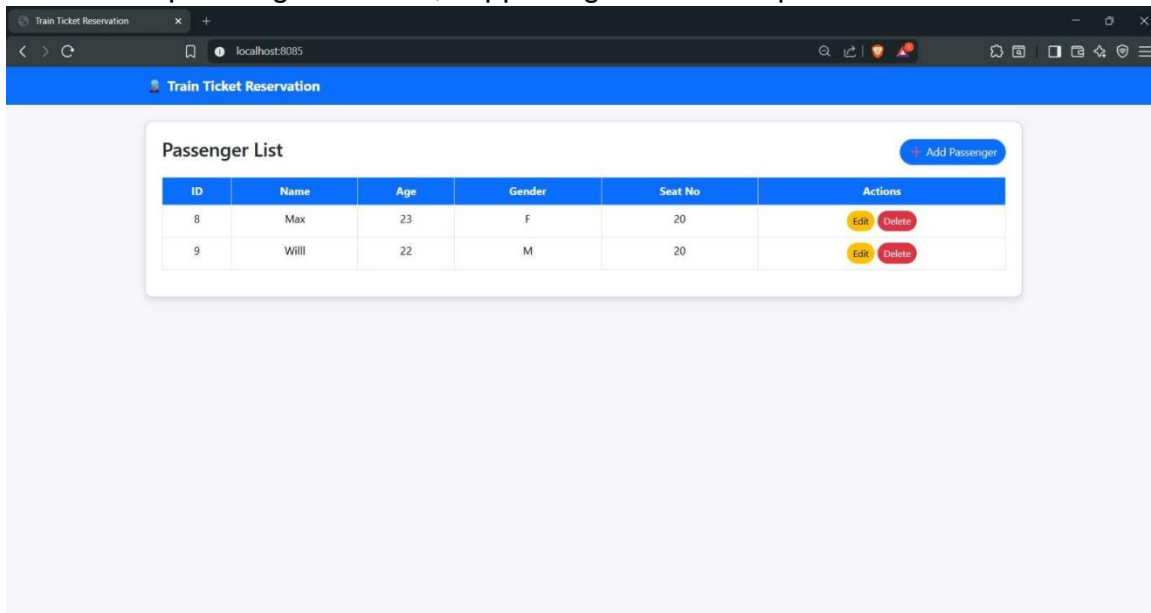 Train Ticket Reservation
localhost:8085
Train Ticket Reservation
Passenger List
Add Passenger
ID Name Age Gender Seat No Actions
8 Max 23 F 20 Edit Delete
9 Willl 22 M 20 Edit Delete